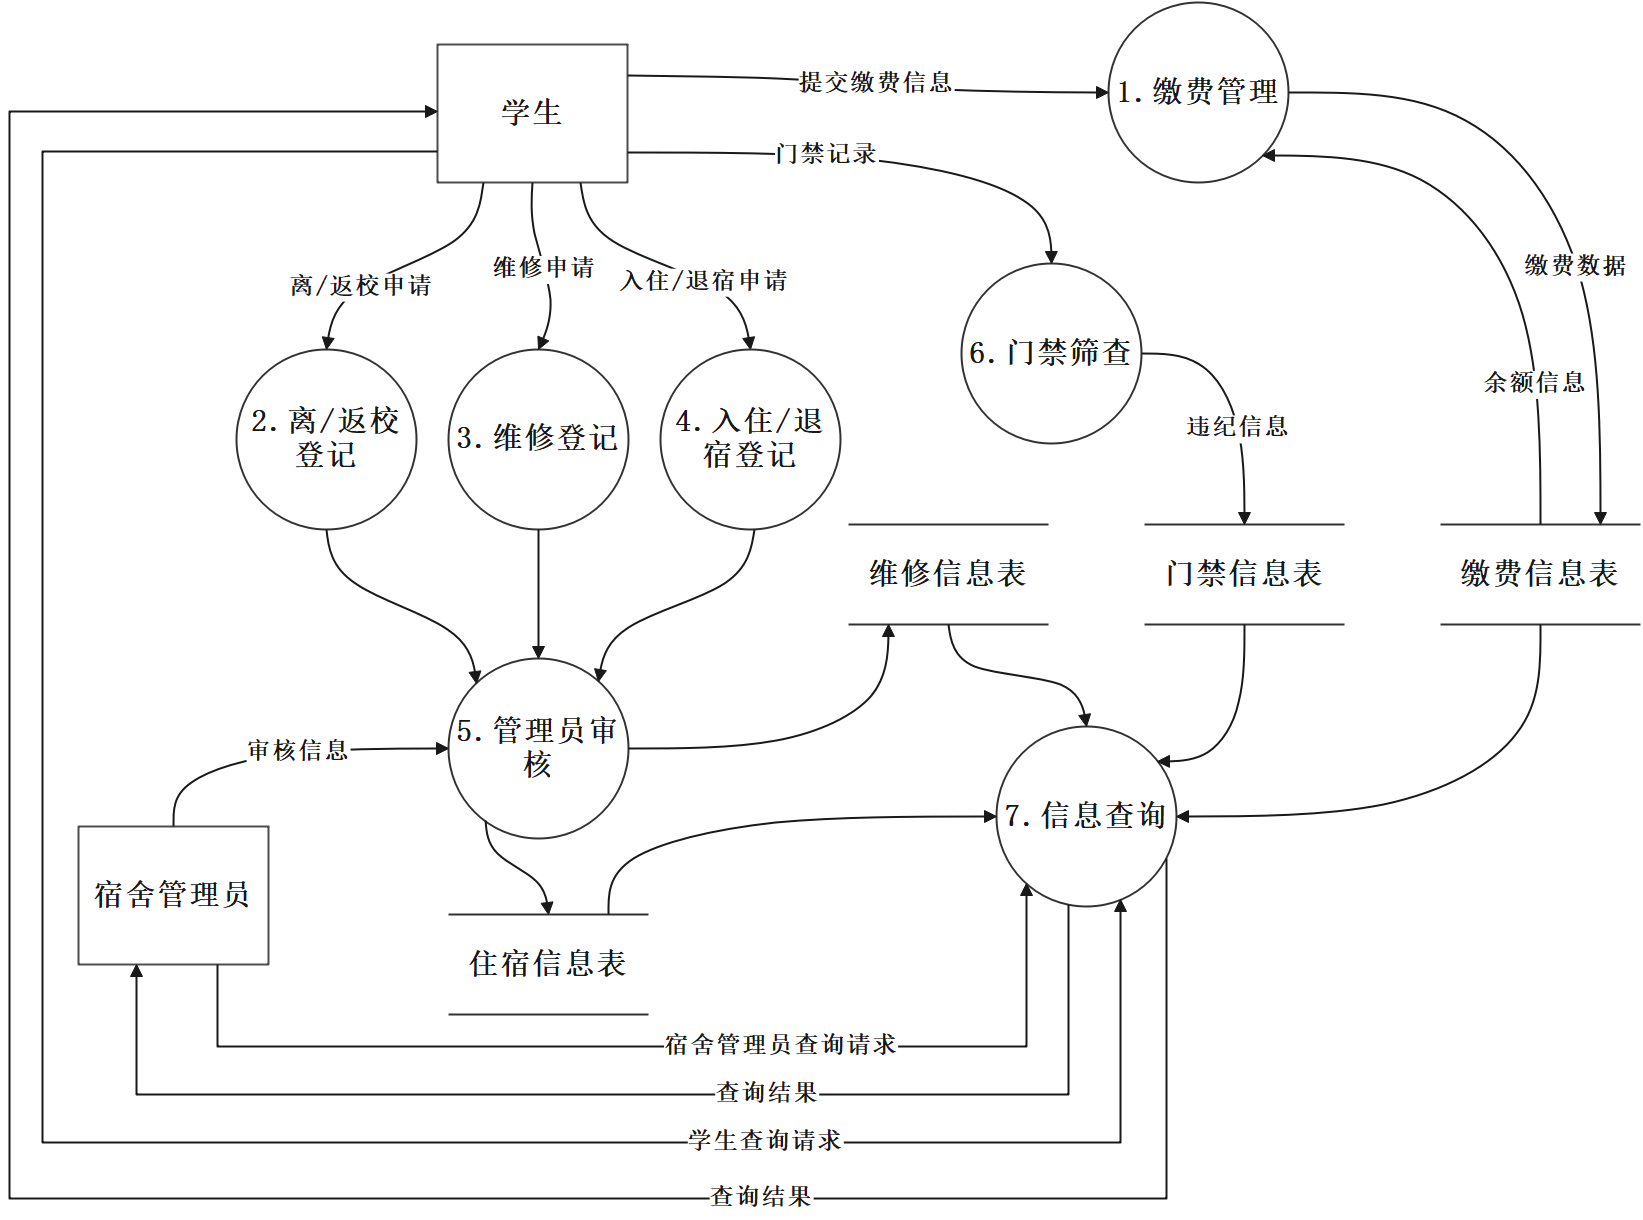 提交缴费信息
1.缴费管理
学生
门禁记录
缴费数据
离/返校申请
维修申请
入住/退宿申请
6.门禁筛查
余额信息
2.离/返校
登记
3.维修登记
4.入住/退
宿登记
违纪信息
维修信息表
门禁信息表
缴费信息表
5.管理员审
核
审核信息
7.信息查询
宿舍管理员
住宿信息表
宿舍管理员查询请求
查询结果
学生查询请求
查询结果